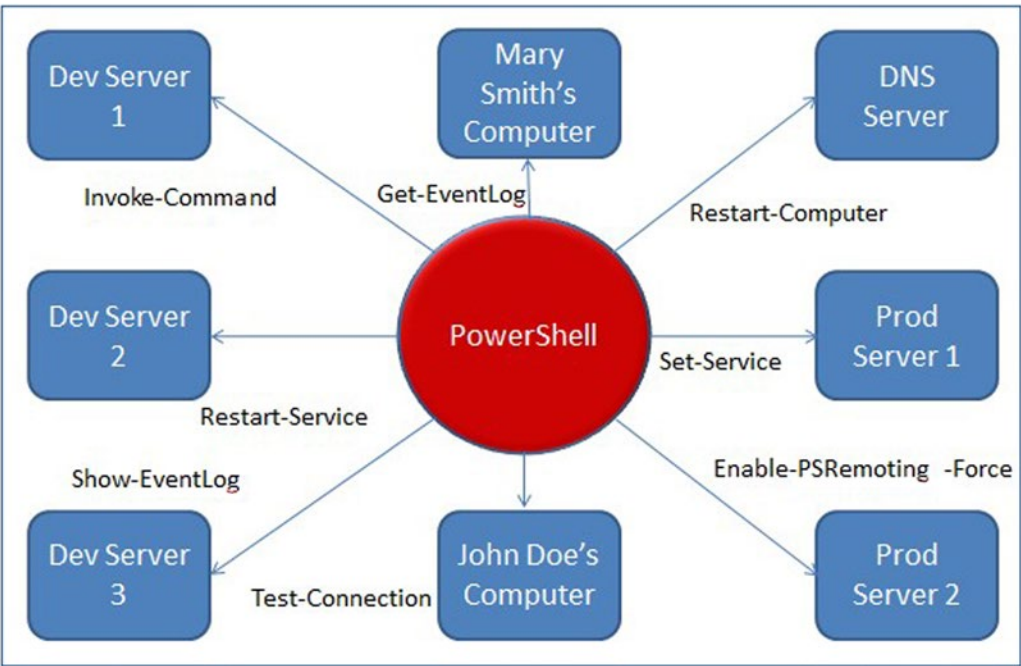 Dev Server
1
Mary
Smith's
Computer
DNS
Server
Invoke-Command
Get-EventLog
Restart-Computer
Dev Server
2
PowerShell
Prod
Server 1
Set-Service
Restart-Service
Show-EventLog
Enable-PSRemoting -Force
Dev Server
3
Test-Connection
John Doe's
Computer
Prod
Server 2